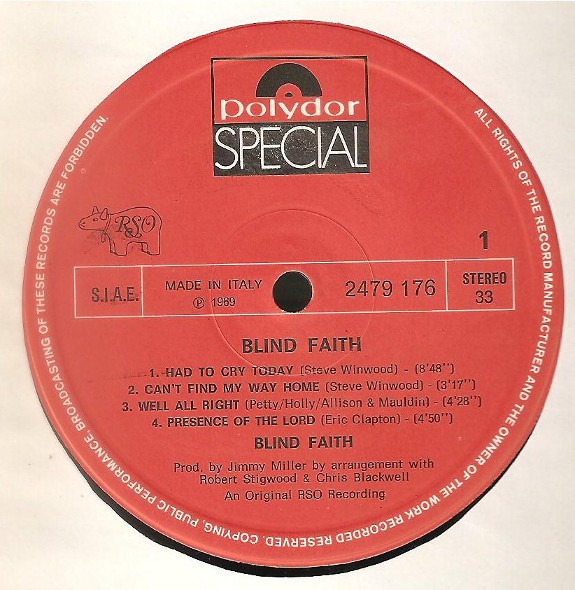 polydor
SPECIAL
RSO
1
S.I.A.E.
MADE IN ITALY
℗ 1969
2479 176
STEREO
33
BLIND FAITH
1. HAD TO CRY TODAY (Steve Winwood) - (8'48'')
2. CAN'T FIND MY WAY HOME (Steve Winwood) - (3'17'')
3. WELL ALL RIGHT (Petty/Holly/Allison & Mauldin) - (4'28'')
4. PRESENCE OF THE LORD (Eric Clapton) - (4'50'')
BLIND FAITH
Prod. by Jimmy Miller by arrangement with
Robert Stigwood & Chris Blackwell
An Original RSO Recording
ALL RIGHTS OF THE RECORD MANUFACTURER AND THE OWNER OF THE WORK RECORDED RESERVED. COPYING, PUBLIC PERFORMANCE, BROADCASTING OF THESE RECORDS ARE FORBIDDEN.